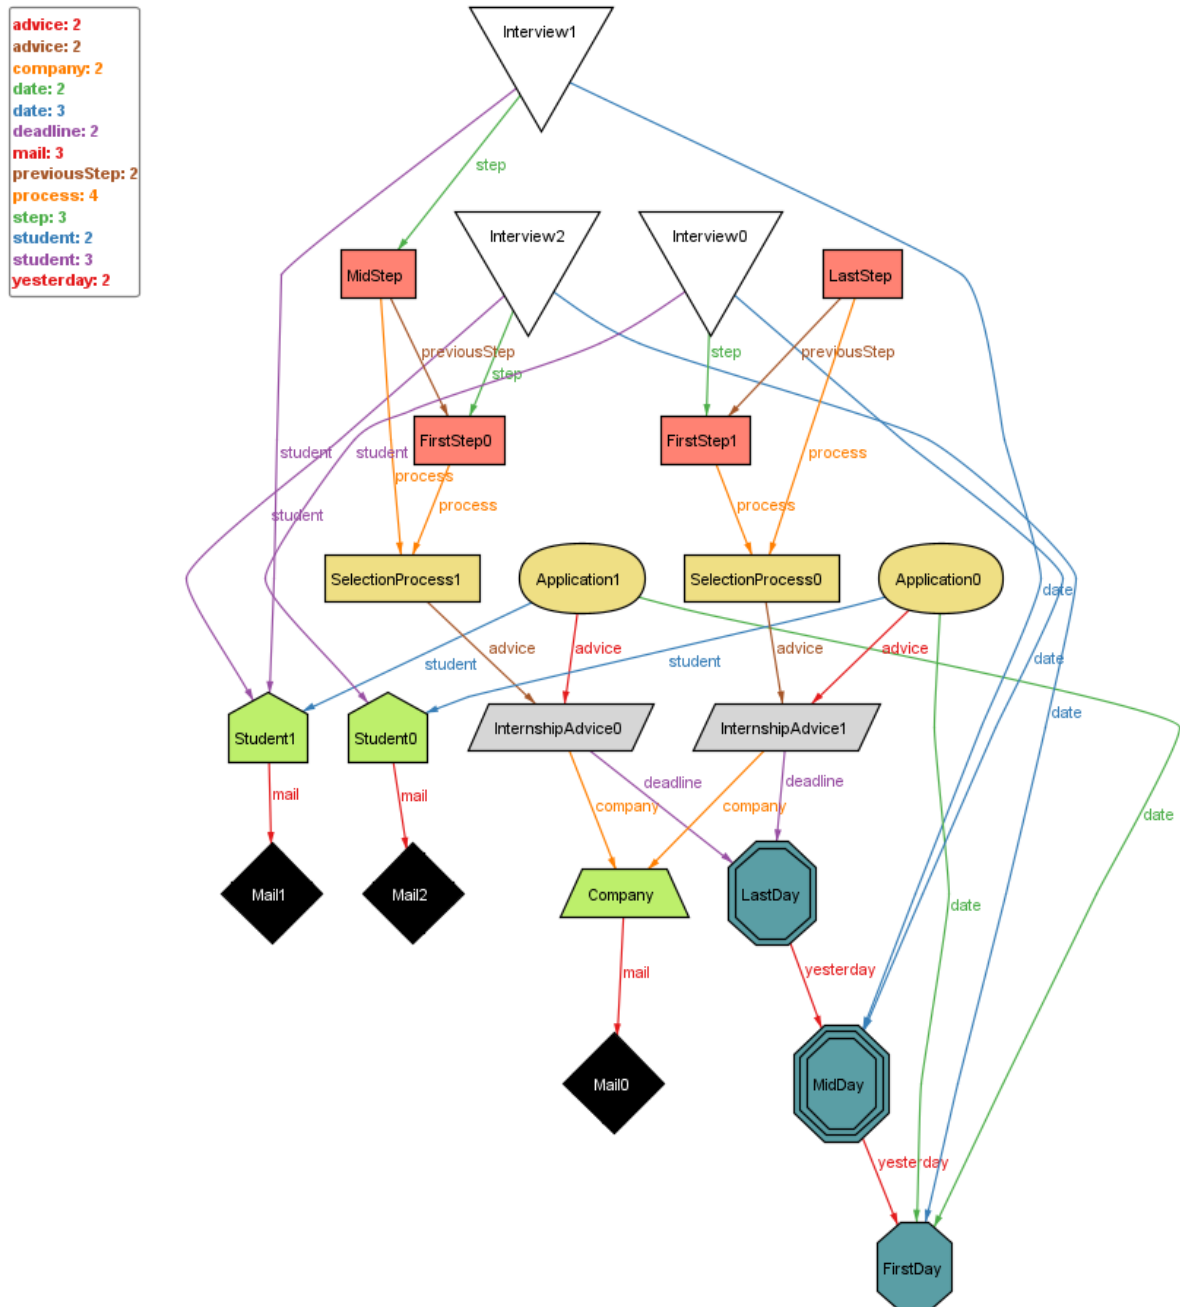 advice: 2
advice: 2
company: 2
date: 2
date: 3
deadline: 2
mail: 3
previousStep: 2
process: 4
step: 3
student: 2
student: 3
yesterday: 2
Interview1
step
Interview2
Interview0
MidStep
LastStep
previousStep
step
previousStep
step
FirstStep0
FirstStep1
student
student
process
process
process
process
student
SelectionProcess1
Application1
SelectionProcess0
Application0
date
advice
advice
advice
advice
student
student
date
date
Student1
Student0
InternshipAdvice0
InternshipAdvice1
deadline
deadline
mail
mail
company
company
date
Mail1
Mail2
Company
LastDay
date
mail
yesterday
Mail0
MidDay
yesterday
FirstDay